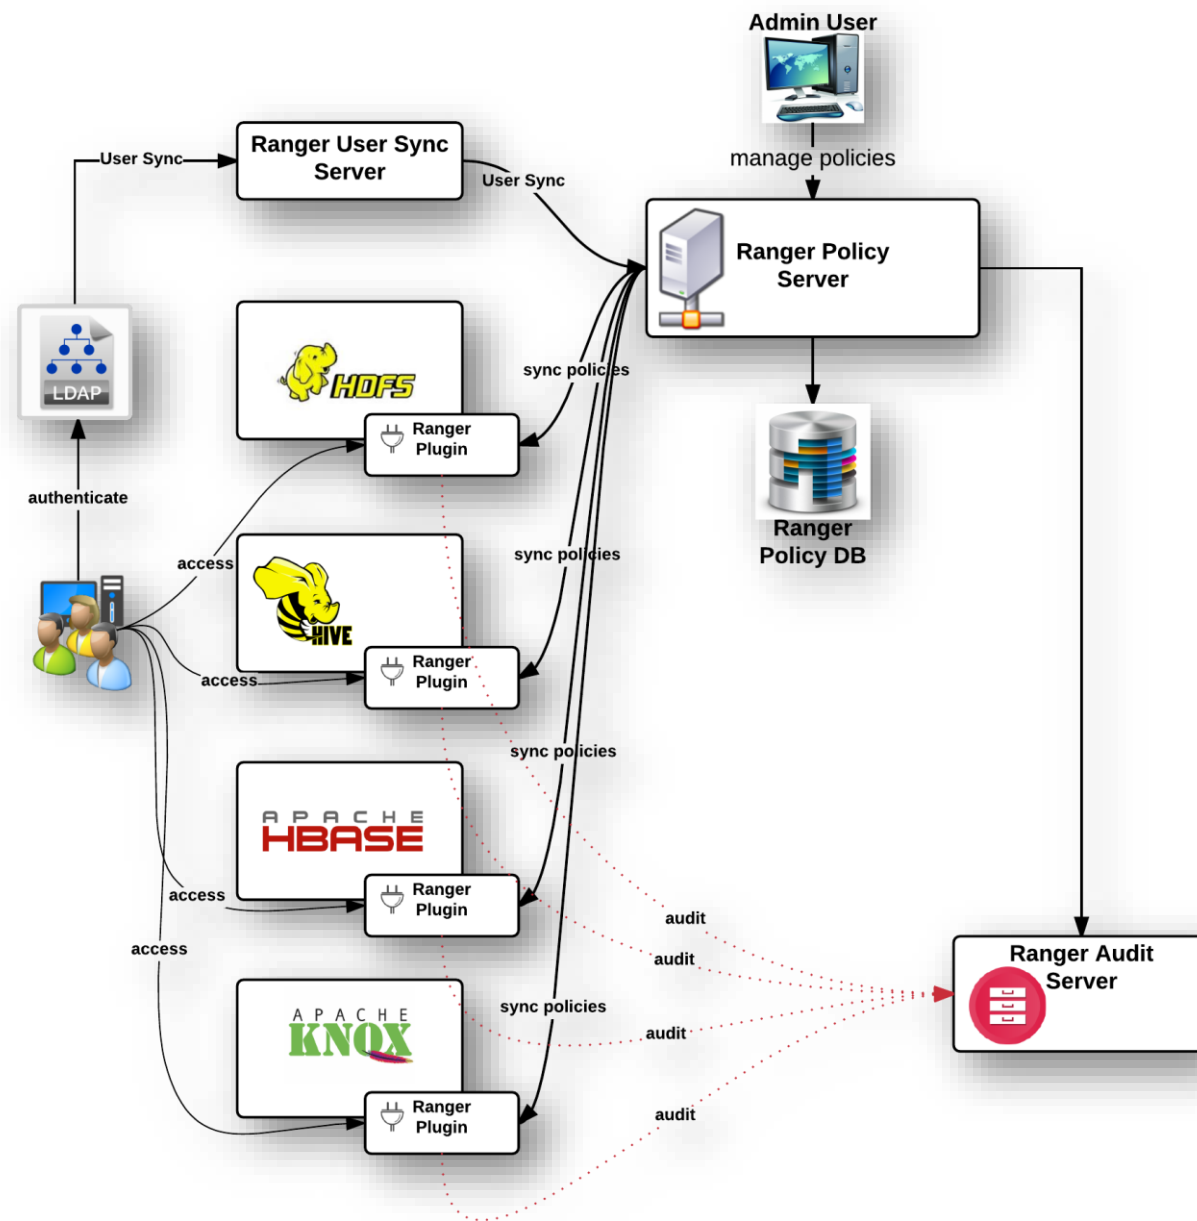 Admin User
manage policies
Ranger User Sync
Server
User Sync
User Sync
Ranger Policy
Server
LDAP
HDFS
sync policies
Ranger
Plugin
authenticate
access
Ranger
Policy DB
HIVE
sync policies
Ranger
Plugin
access
sync policies
APACHE
HBASE
Ranger
Plugin
access
audit
access
audit
Ranger Audit
Server
sync policies
APACHE
KNOX
audit
Ranger
Plugin
audit